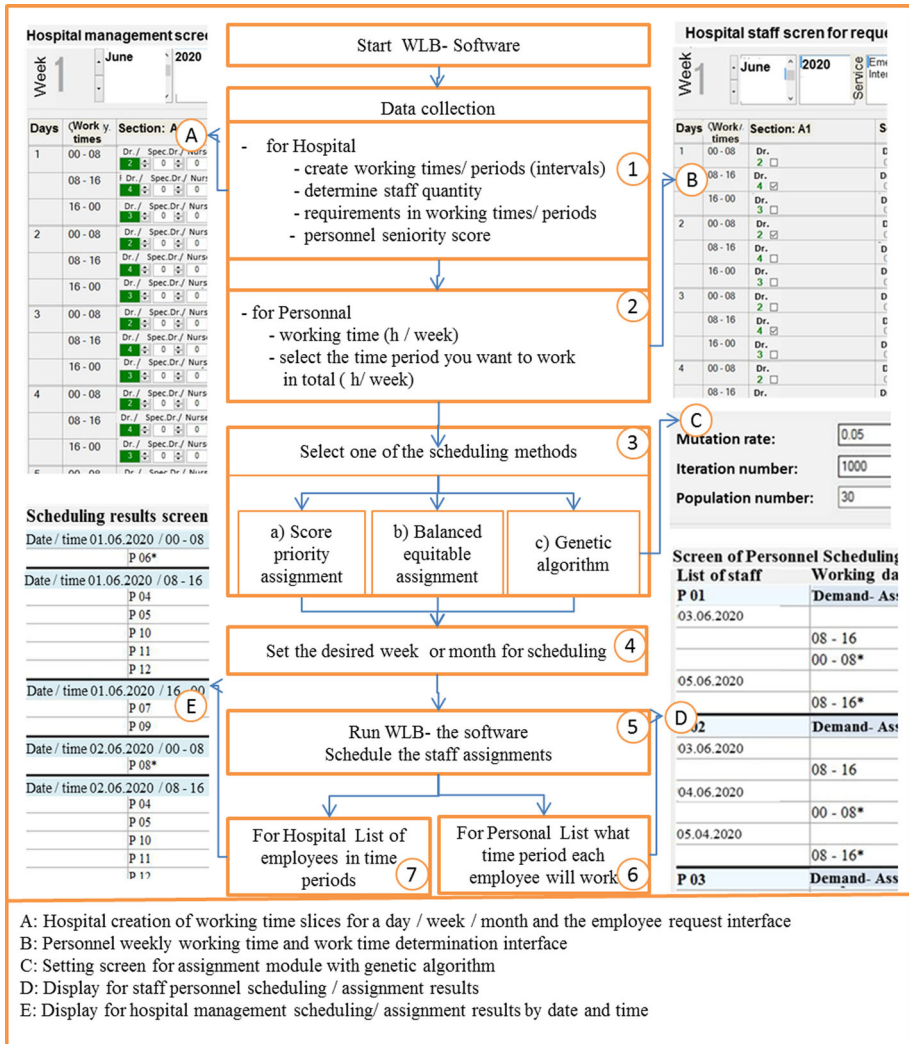 Hospital management scree
Week
1
June
2020
Days
(Work y. times
Section: A
1
00 - 08
Dr./ Spec.Dr./ Nurse
2 0 0
08 - 16
Dr./ Spec.Dr./ Nurs
4 0 0
16 - 00
Dr./ Spec.Dr./ Nurs
3 0 0
2
00 - 08
Dr./ Spec.Dr./ Nurs
2 0 0
08 - 16
Dr./ Spec.Dr./ Nurs
4 0 0
16 - 00
Dr./ Spec.Dr./ Nurs
3 0 0
3
00 - 08
Dr./ Spec.Dr./ Nurs
2 0 0
08 - 16
Dr./ Spec.Dr./ Nurs
4 0 0
16 - 00
Dr./ Spec.Dr./ Nurs
3 0 0
4
00 - 08
Dr./ Spec.Dr./ Nurs
2 0 0
08 - 16
Dr./ Spec.Dr./ Nurs
4 0 0
16 - 00
Dr./ Spec.Dr./ Nurs
3 0 0
Start WLB- Software
Data collection
A
- for Hospital
- create working times/ periods (intervals)
- determine staff quantity
- requirements in working times/ periods
- personnel seniority score
1
- for Personnal
- working time (h / week)
- select the time period you want to work
in total ( h/ week)
2
Select one of the scheduling methods
3
a) Score
priority
assignment
b) Balanced
equitable
assignment
c) Genetic
algorithm
Set the desired week or month for scheduling
4
Run WLB- the software
Schedule the staff assignments
5
For Hospital List of
employees in time
periods
7
For Personal List what
time period each
employee will work
6
Hospital staff scren for reque
Week
1
June
2020
Service
Eme
Inter
Days
(Work/. times
Section: A1
S
B
1
00 - 08
Dr.
2
D
08 - 16
Dr.
4
D
16 - 00
Dr.
3
D
2
00 - 08
Dr.
2
D
08 - 16
Dr.
4
D
16 - 00
Dr.
3
D
3
00 - 08
Dr.
2
D
08 - 16
Dr.
4
D
16 - 00
Dr.
3
D
4
00 - 08
Dr.
2
D
08 - 16
Dr.
D
C
Mutation rate:
0.05
Iteration number:
1000
Population number:
30
Scheduling results screen
Date / time 01.06.2020 / 00 - 08
P 06*
Date / time 01.06.2020 / 08 - 16
P 04
P 05
P 10
P 11
P 12
Date / time 01.06.2020 / 16 - 00
P 07
P 09
E
Date / time 02.06.2020 / 00 - 08
P 08*
Date / time 02.06.2020 / 08 - 16
P 04
P 05
P 10
P 11
P 12
Screen of Personnel Scheduling
List of staff
Working da
P 01
Demand- Ass
03.06.2020
08 - 16
00 - 08*
05.06.2020
08 - 16*
D
02
Demand- Ass
03.06.2020
08 - 16
04.06.2020
00 - 08*
05.04.2020
08 - 16*
P 03
Demand- Ass
A: Hospital creation of working time slices for a day / week / month and the employee request interface
B: Personnel weekly working time and work time determination interface
C: Setting screen for assignment module with genetic algorithm
D: Display for staff personnel scheduling / assignment results
E: Display for hospital management scheduling/ assignment results by date and time